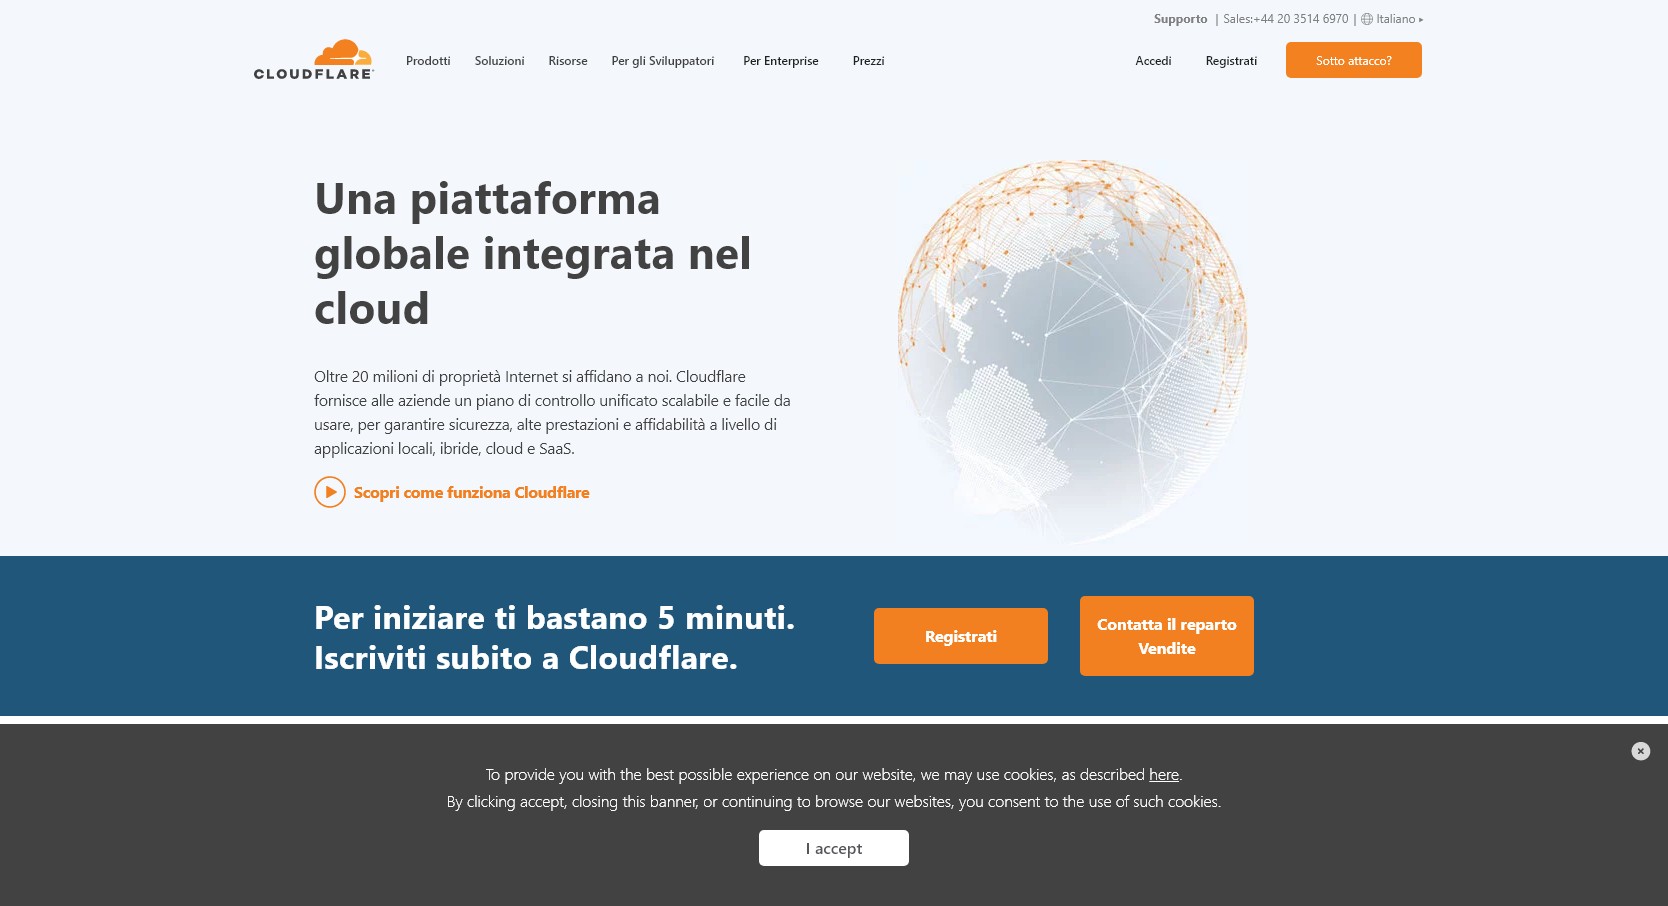 Supporto | Sales:+44 20 3514 6970 | Italiano ▸
CLOUDFLARE
Prodotti Soluzioni Risorse Per gli Sviluppatori Per Enterprise Prezzi Accedi Registrati Sotto attacco?
Una piattaforma
globale integrata nel
cloud
Oltre 20 milioni di proprietà Internet si affidano a noi. Cloudflare
fornisce alle aziende un piano di controllo unificato scalabile e facile da
usare, per garantire sicurezza, alte prestazioni e affidabilità a livello di
applicazioni locali, ibride, cloud e SaaS.
Scopri come funziona Cloudflare
Per iniziare ti bastano 5 minuti.
Iscriviti subito a Cloudflare.
Registrati
Contatta il reparto
Vendite
To provide you with the best possible experience on our website, we may use cookies, as described here.
By clicking accept, closing this banner, or continuing to browse our websites, you consent to the use of such cookies.
I accept